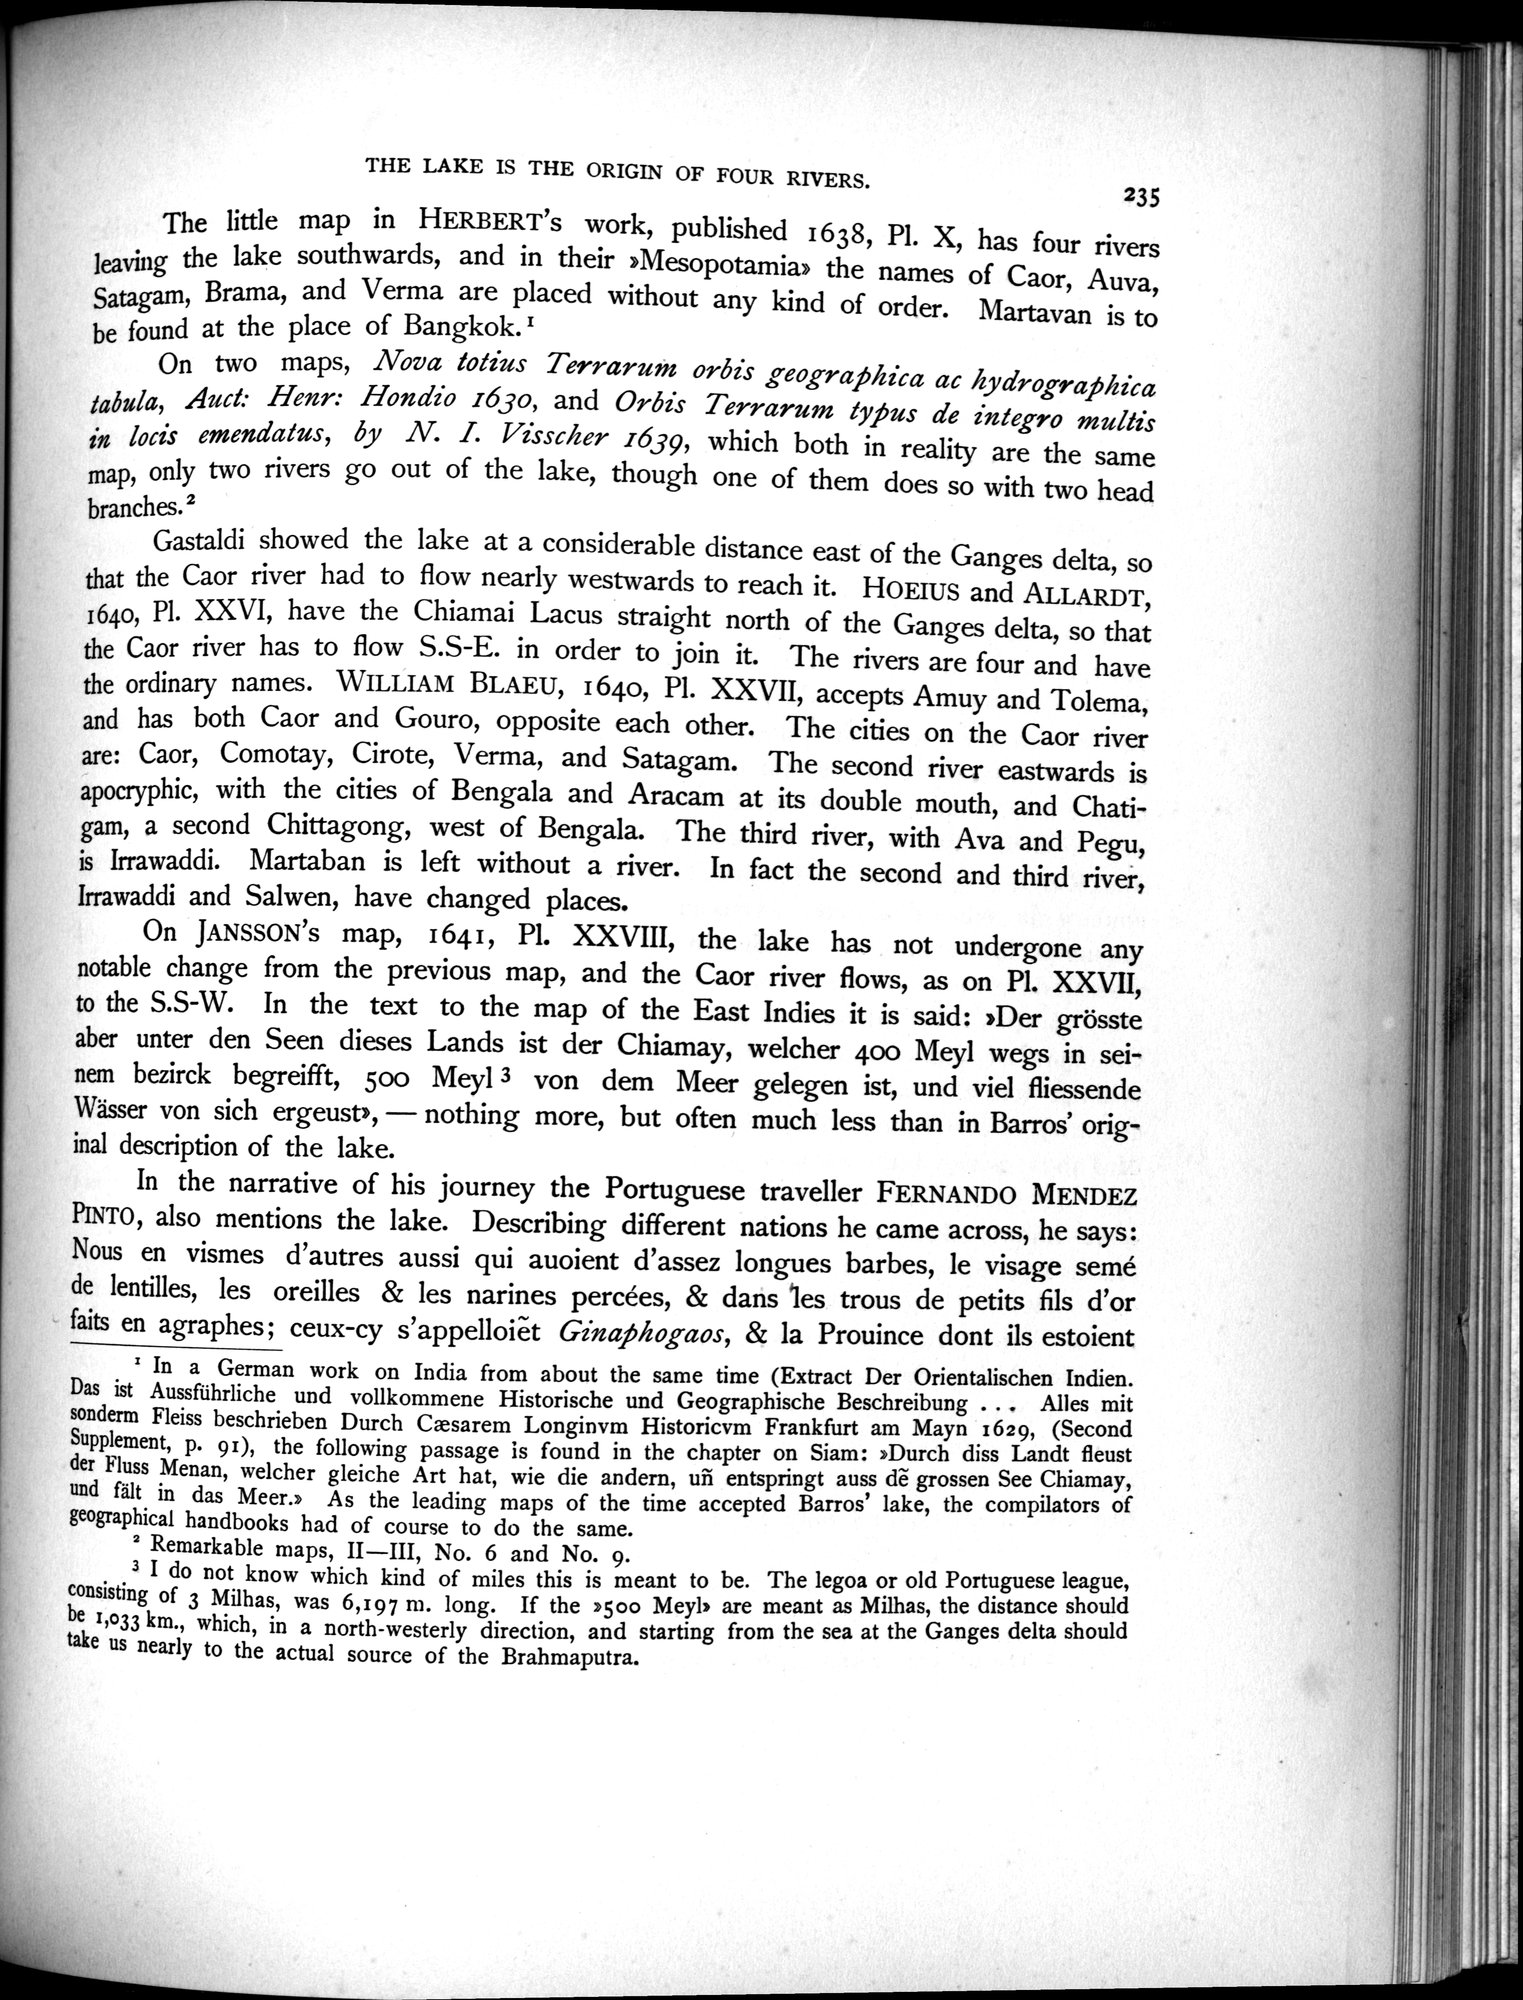 THE LAKE IS THE ORIGIN OF FOUR RIVERS.
235
The little map in HERBERT's work, published 1638, Pl. X, has four rivers
leaving the lake southwards, and in their »Mesopotamia» the names of Caor, Auva,
Satagam, Brama, and Verma are placed without any kind of order. Martavan is to
be found at the place of Bangkok.¹
On two maps, Nova totius Terrarum orbis geographica ac hydrographica
tabula, Auct: Henr: Hondio 1630, and Orbis Terrarum typus de integro multis
in locis emendatus, by N. I. Visscher 1639, which both in reality are the same
map, only two rivers go out of the lake, though one of them does so with two head
branches.²
Gastaldi showed the lake at a considerable distance east of the Ganges delta, so
that the Caor river had to flow nearly westwards to reach it. HOEIUS and ALLARDT,
1640, Pl. XXVI, have the Chiamai Lacus straight north of the Ganges delta, so that
the Caor river has to flow S.S-E. in order to join it. The rivers are four and have
the ordinary names. WILLIAM BLAEU, 1640, Pl. XXVII, accepts Amuy and Tolema,
and has both Caor and Gouro, opposite each other. The cities on the Caor river
are: Caor, Comotay, Cirote, Verma, and Satagam. The second river eastwards is
apocryphic, with the cities of Bengala and Aracam at its double mouth, and Chati-
gam, a second Chittagong, west of Bengala. The third river, with Ava and Pegu,
is Irrawaddi. Martaban is left without a river. In fact the second and third river,
Irrawaddi and Salwen, have changed places.
On JANSSON's map, 1641, Pl. XXVIII, the lake has not undergone any
notable change from the previous map, and the Caor river flows, as on Pl. XXVII,
to the S.S-W. In the text to the map of the East Indies it is said: »Der grösste
aber unter den Seen dieses Lands ist der Chiamay, welcher 400 Meyl wegs in sei-
nem bezirck begreifft, 500 Meyl ³ von dem Meer gelegen ist, und viel fliessende
Wässer von sich ergeust», — nothing more, but often much less than in Barros' orig-
inal description of the lake.
In the narrative of his journey the Portuguese traveller FERNANDO MENDEZ
PINTO, also mentions the lake. Describing different nations he came across, he says:
Nous en vismes d'autres aussi qui auoient d'assez longues barbes, le visage semé
de lentilles, les oreilles & les narines percées, & dans les trous de petits fils d'or
faits en agraphes; ceux-cy s'appelloiẽt Ginaphogaos, & la Prouince dont ils estoient
¹ In a German work on India from about the same time (Extract Der Orientalischen Indien.
Das ist Aussführliche und vollkommene Historische und Geographische Beschreibung ... Alles mit
sonderm Fleiss beschrieben Durch Cæsarem Longinvm Historicvm Frankfurt am Mayn 1629, (Second
Supplement, p. 91), the following passage is found in the chapter on Siam: »Durch diss Landt fleust
der Fluss Menan, welcher gleiche Art hat, wie die andern, uñ entspringt auss dẽ grossen See Chiamay,
und fält in das Meer.» As the leading maps of the time accepted Barros' lake, the compilators of
geographical handbooks had of course to do the same.
² Remarkable maps, II—III, No. 6 and No. 9.
³ I do not know which kind of miles this is meant to be. The legoa or old Portuguese league,
consisting of 3 Milhas, was 6,197 m. long. If the »500 Meyl» are meant as Milhas, the distance should
be 1,033 km., which, in a north-westerly direction, and starting from the sea at the Ganges delta should
take us nearly to the actual source of the Brahmaputra.